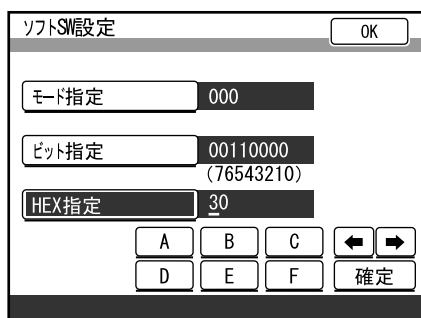 ソフトSW設定 OK
モード指定 000
ビット指定 00110000
(76543210)
HEX指定 30
A B C ← →
D E F 確定